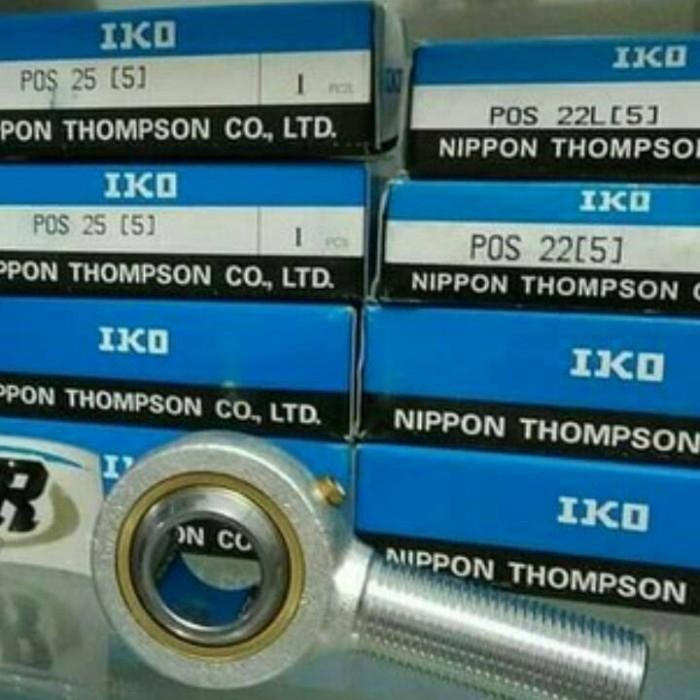 IKO
POS 25 [5] 1 PCS
PON THOMPSON CO., LTD.
IKO
POS 22L[5]
NIPPON THOMPSO
IKO
POS 25 [5] 1 PCS
PPON THOMPSON CO., LTD.
IKO
POS 22[5]
NIPPON THOMPSON C
IKO
PPON THOMPSON CO., LTD.
IKO
NIPPON THOMPSON
I
ON CO
R
IKO
NIPPON THOMPSON